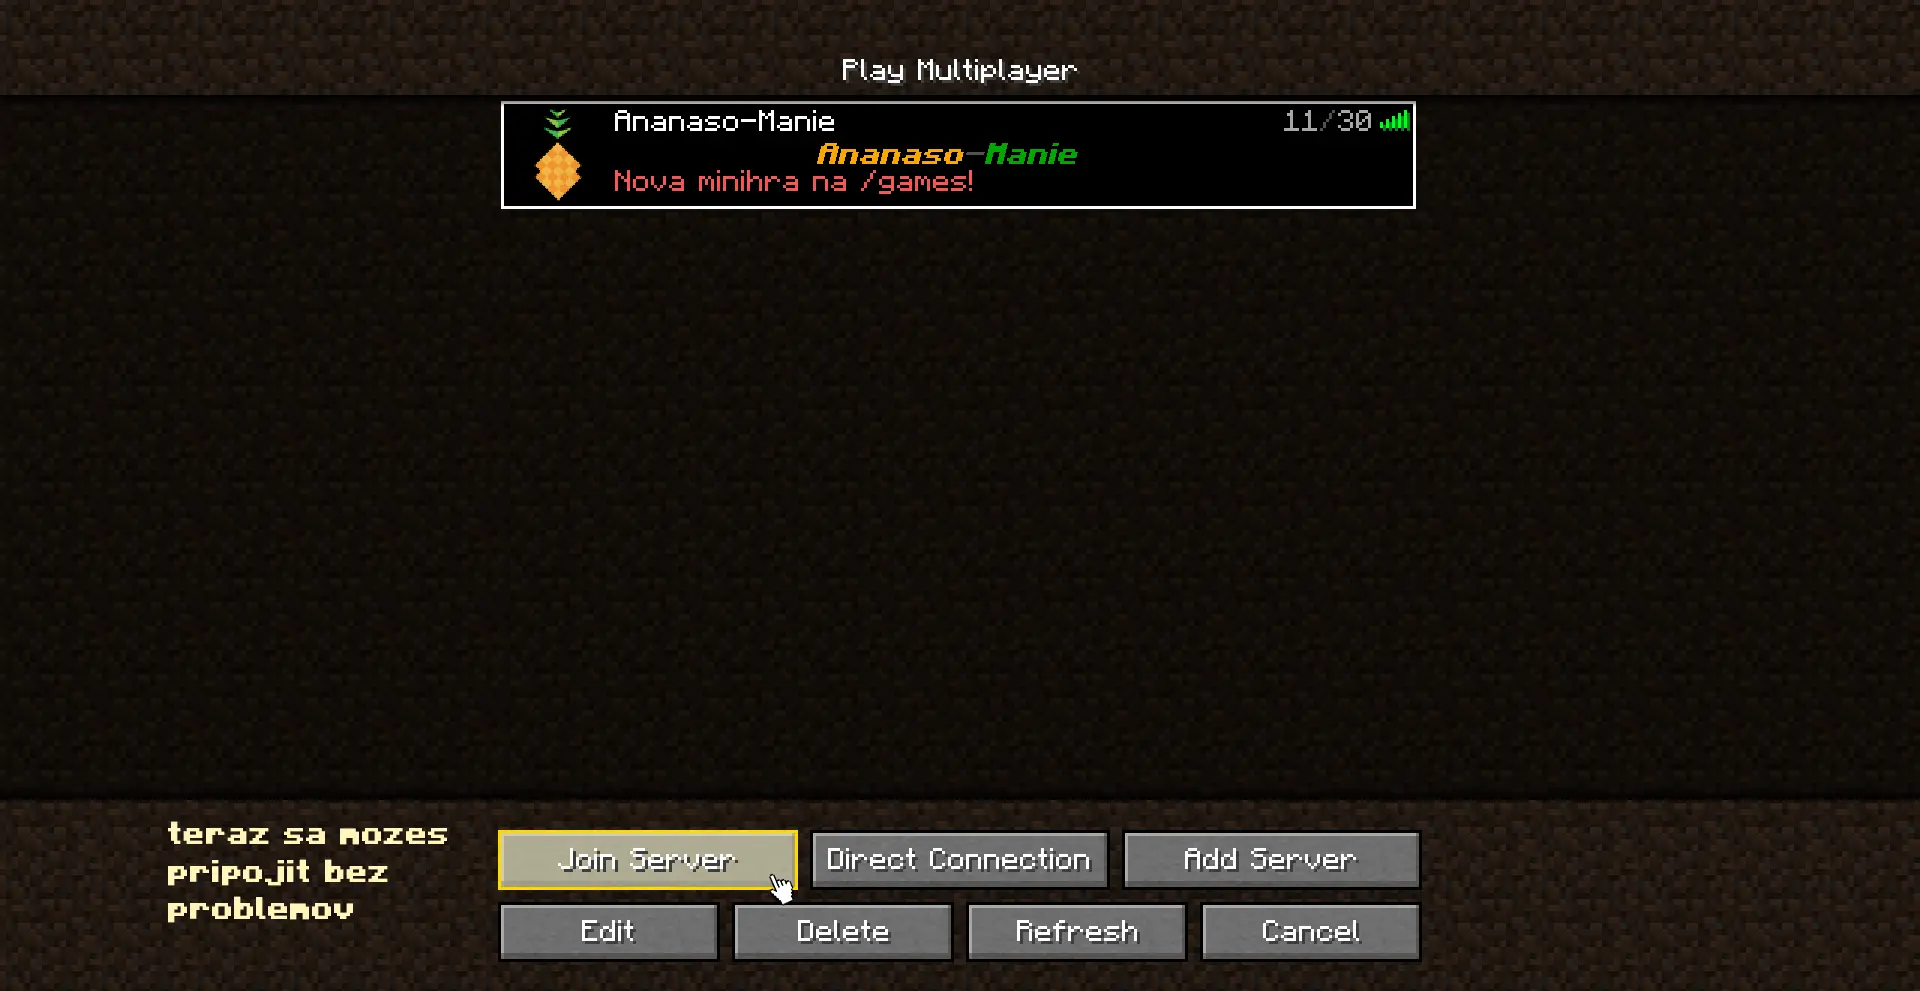 Play Multiplayer
Ananaso-Manie 11/30
Ananaso-Manie
Nova minihra na /games!
teraz sa mozes
pripojit bez
problemov
Join Server Direct Connection Add Server
Edit Delete Refresh Cancel